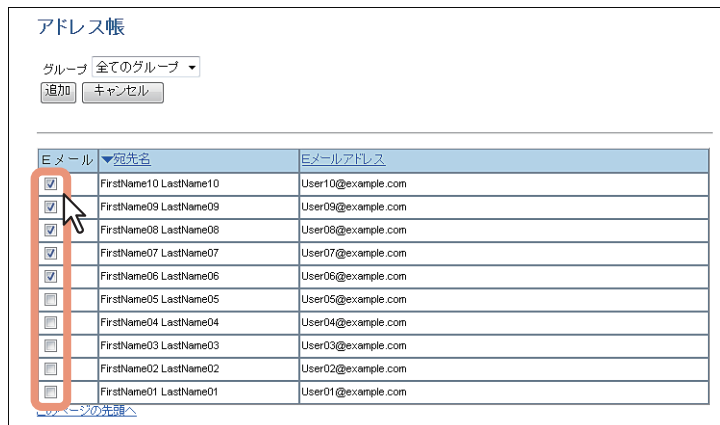 アドレス帳
グループ 全てのグループ
追加 キャンセル
Eメール ▼宛先名 Eメールアドレス
FirstName10 LastName10 User10@example.com
FirstName09 LastName09 User09@example.com
FirstName08 LastName08 User08@example.com
FirstName07 LastName07 User07@example.com
FirstName06 LastName06 User06@example.com
FirstName05 LastName05 User05@example.com
FirstName04 LastName04 User04@example.com
FirstName03 LastName03 User03@example.com
FirstName02 LastName02 User02@example.com
FirstName01 LastName01 User01@example.com
このページの先頭へ